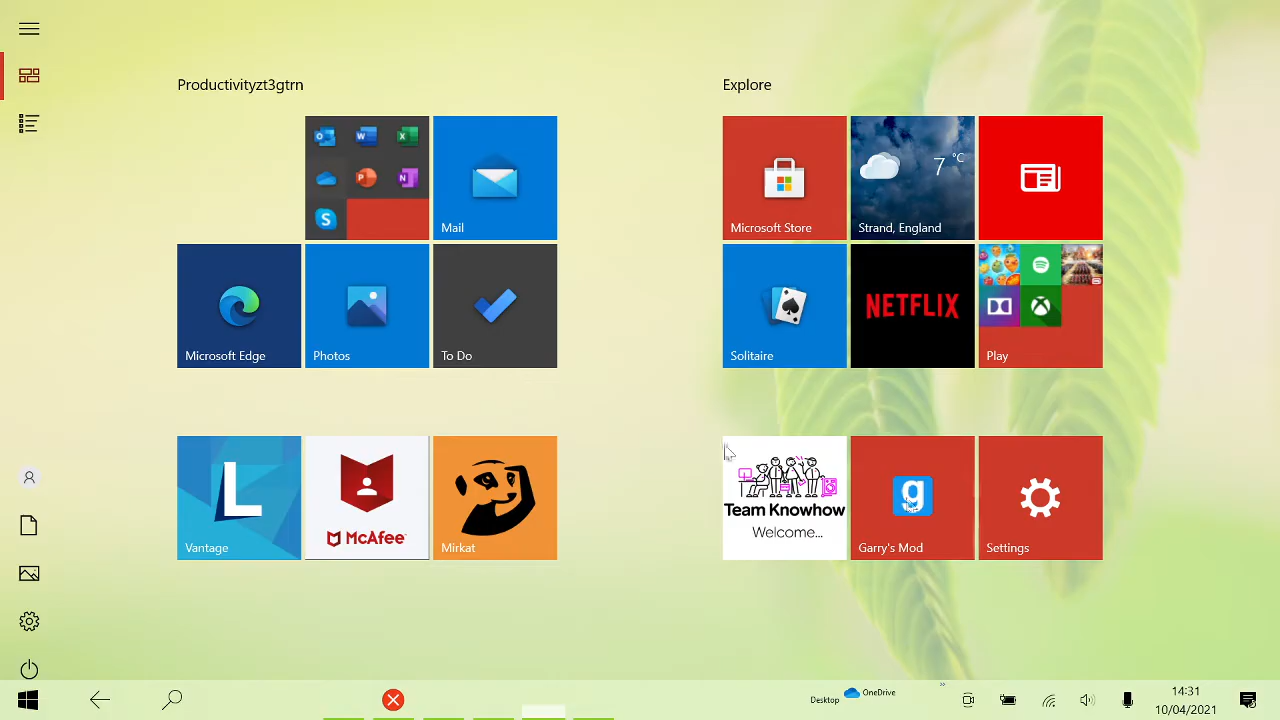 Productivityzt3gtrn
Explore
Mail
Microsoft Store
7 °C
Strand, England
Microsoft Edge
Photos
To Do
Solitaire
NETFLIX
Play
Vantage
McAfee
Mirkat
Team Knowhow
Welcome...
g
Garry's Mod
Settings
Desktop
OneDrive
14:31
10/04/2021